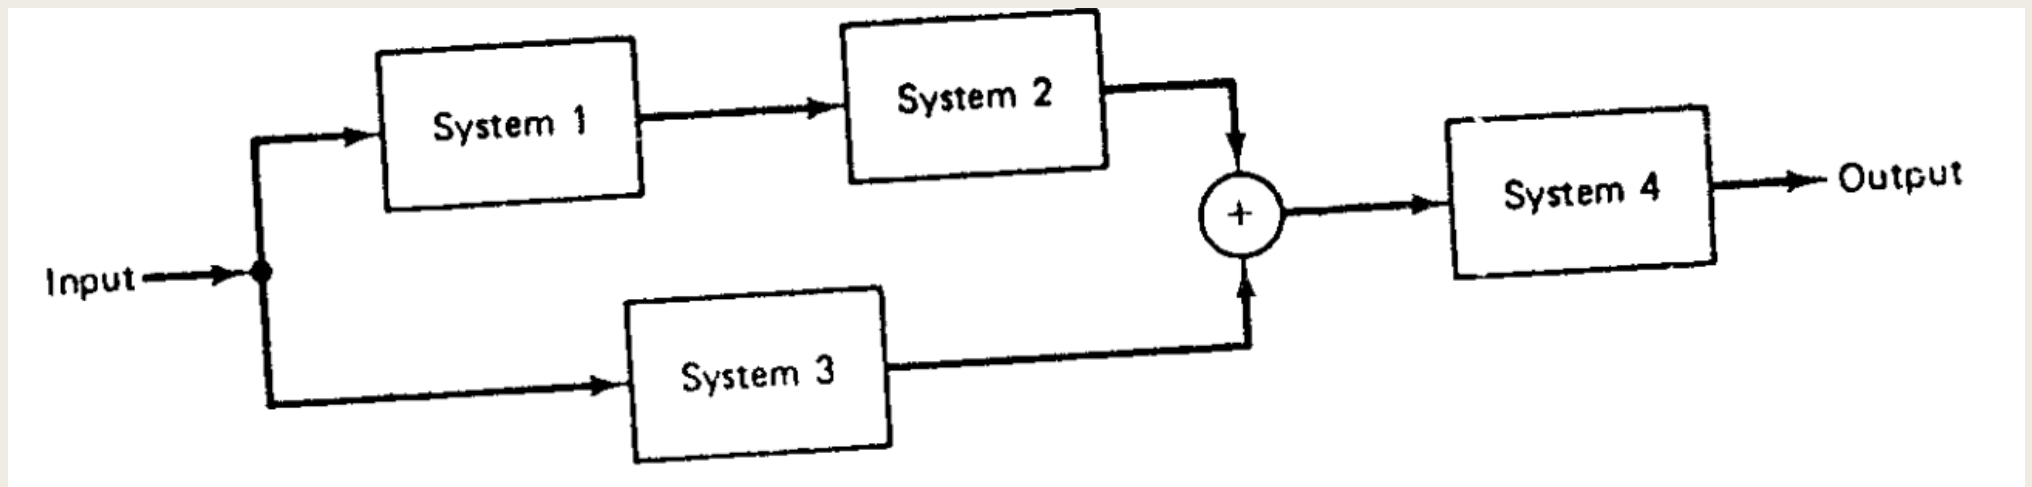 System 1
System 2
Input
+
System 4
Output
System 3